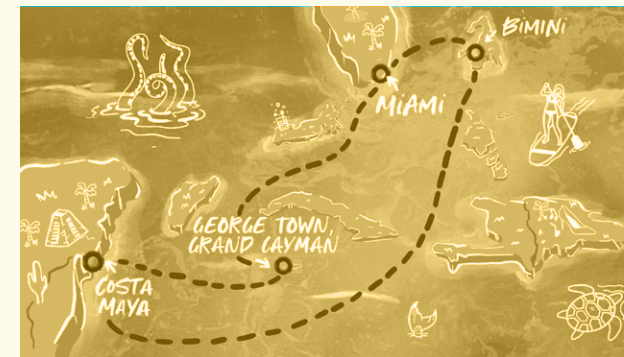 BIMINI
MIAMI
GEORGE TOWN,
GRAND CAYMAN
COSTA
MAYA